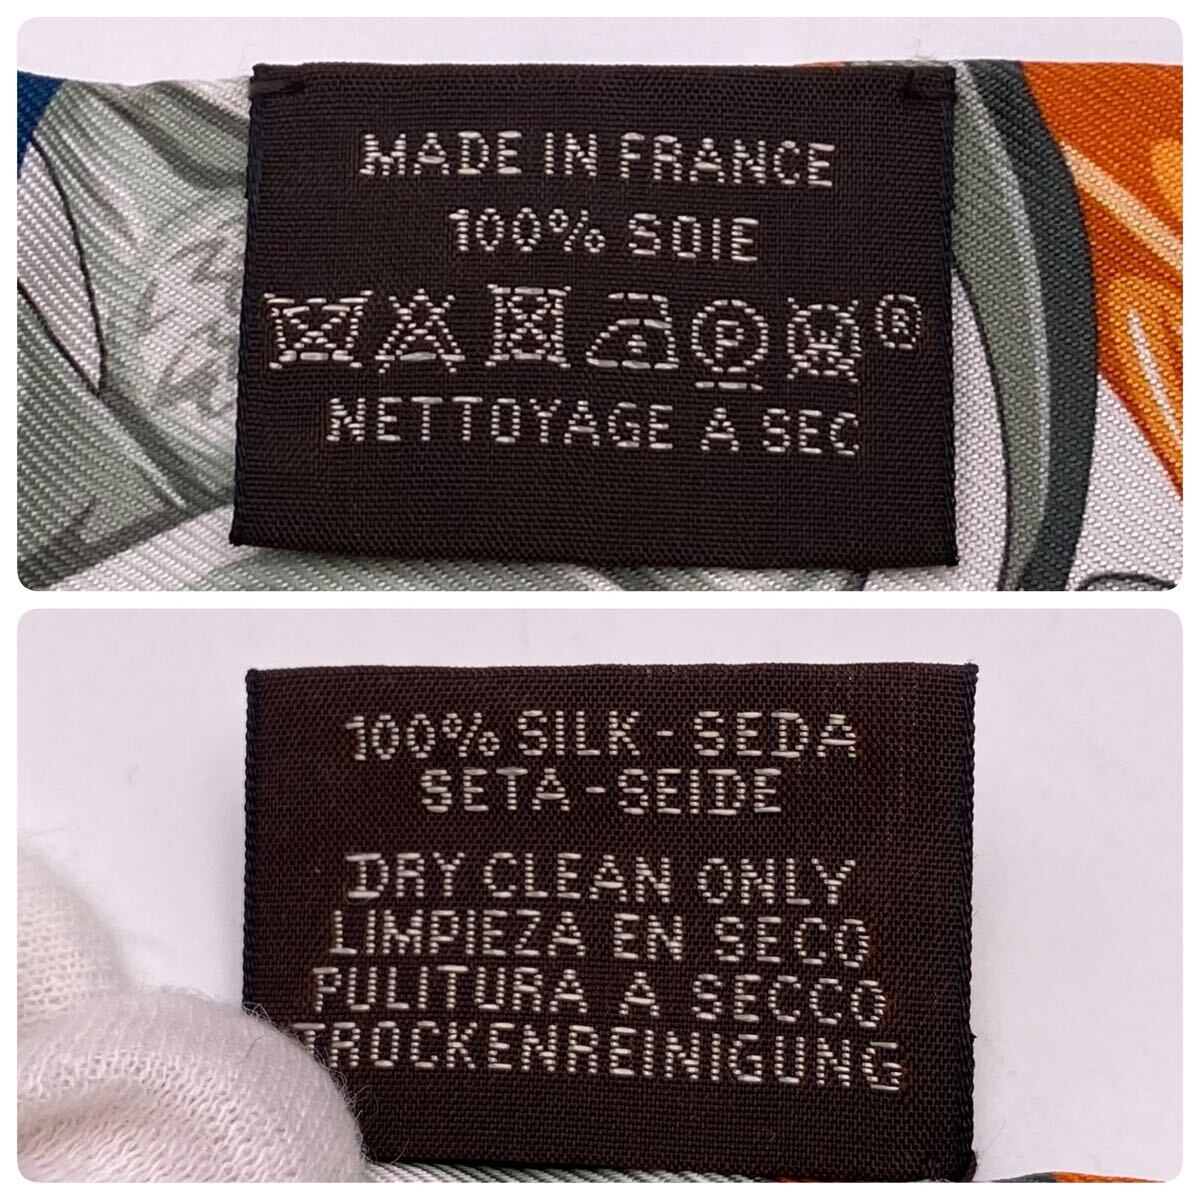 MADE IN FRANCE
100% SOIE
P W ®
NETTOYAGE A SEC
100% SILK - SEDA
SETA - SEIDE
DRY CLEAN ONLY
LIMPIEZA EN SECO
PULITURA A SECCO
TROCKENREINIGUNG